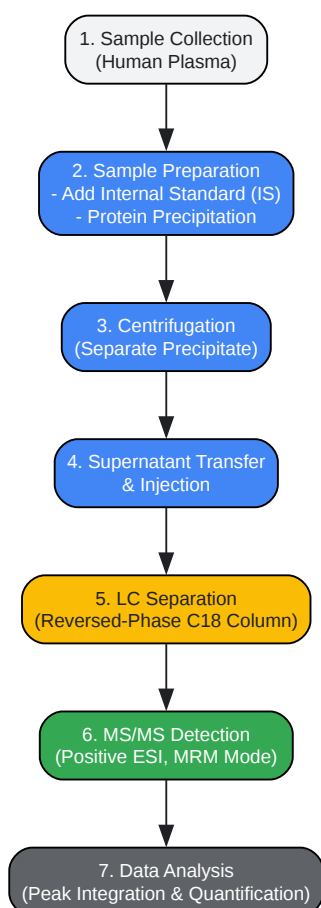 1. Sample Collection
(Human Plasma)
2. Sample Preparation
- Add Internal Standard (IS)
- Protein Precipitation
3. Centrifugation
(Separate Precipitate)
4. Supernatant Transfer
& Injection
5. LC Separation
(Reversed-Phase C18 Column)
6. MS/MS Detection
(Positive ESI, MRM Mode)
7. Data Analysis
(Peak Integration & Quantification)